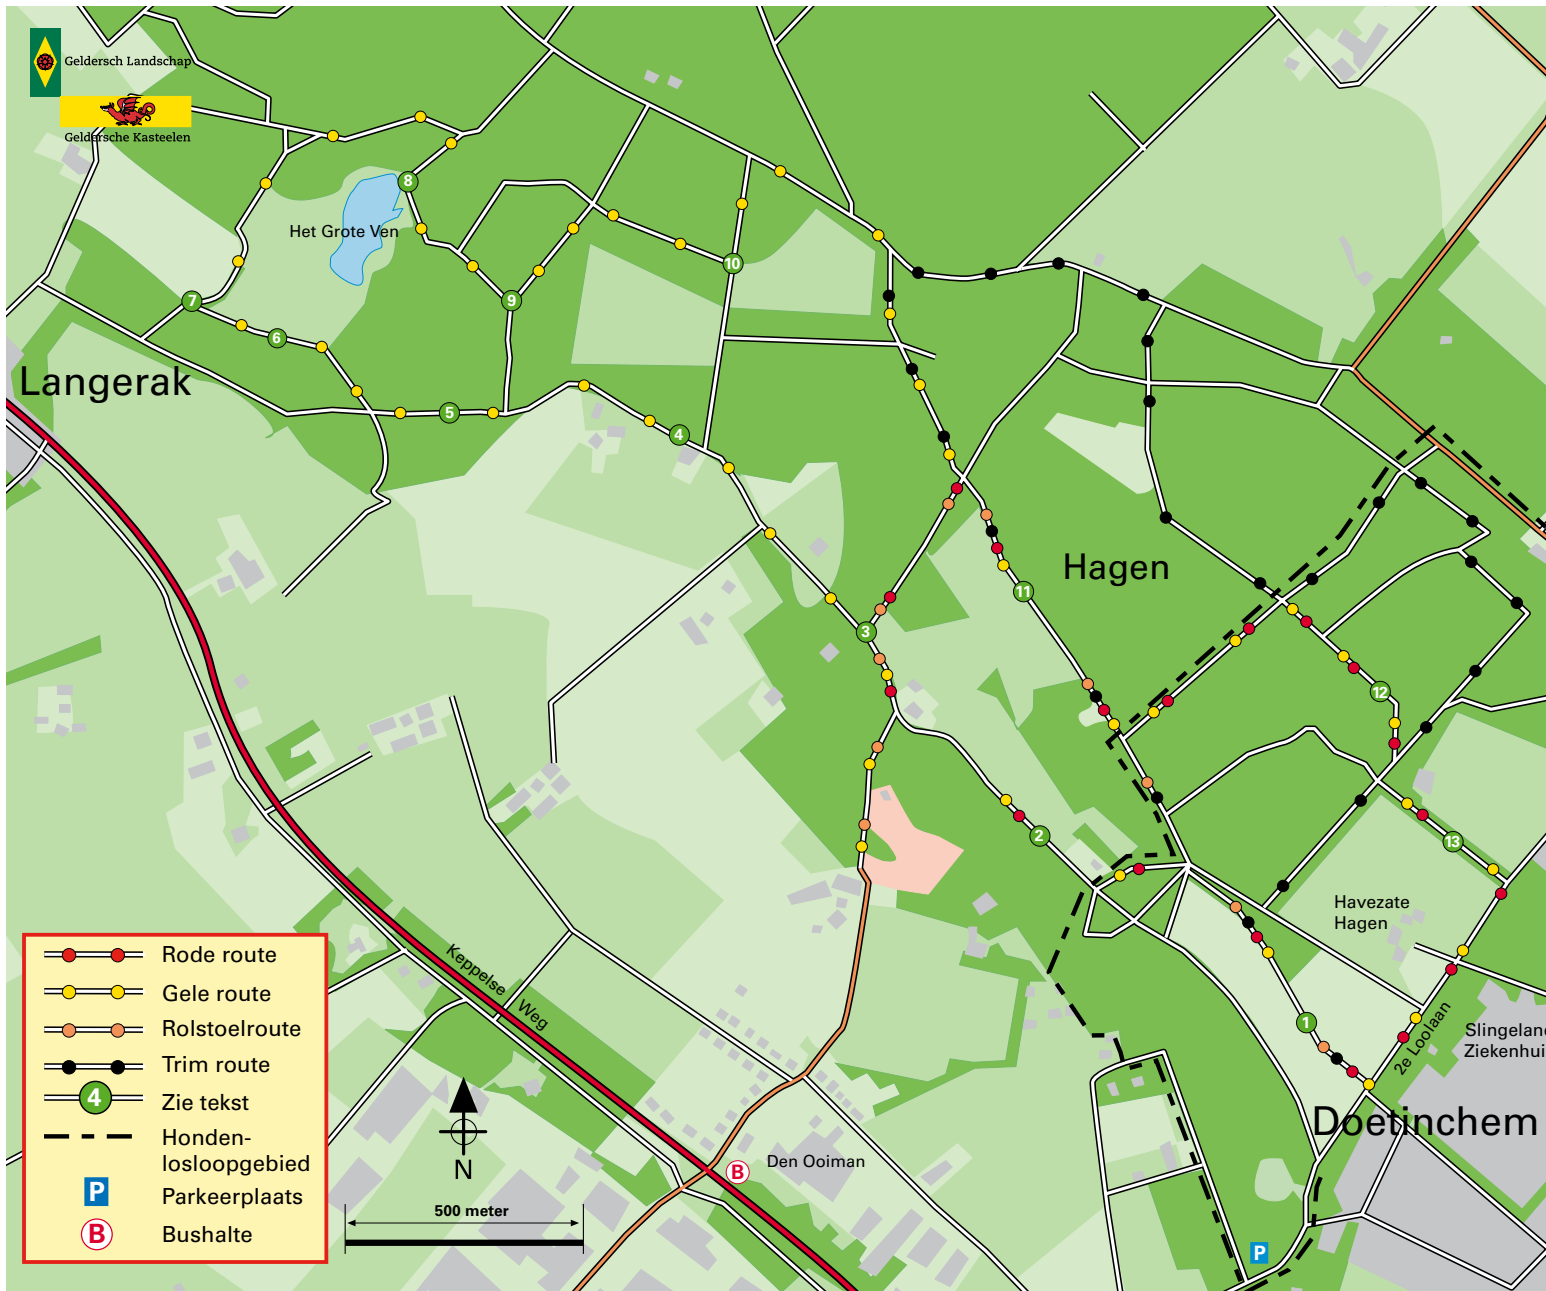 Geldersch Landschap
Geldersche Kasteelen
8
Het Grote Ven
10
7
9
6
Langerak
5
4
Hagen
11
3
12
2
13
Havezate
Hagen
Keppelse Weg
1
2e Loolaan
Slingeland
Ziekenhui
Doetinchem
Den Ooiman
B
P
Rode route
Gele route
Rolstoelroute
Trim route
4 Zie tekst
Honden-
losloopgebied
P Parkeerplaats
B Bushalte
N
500 meter